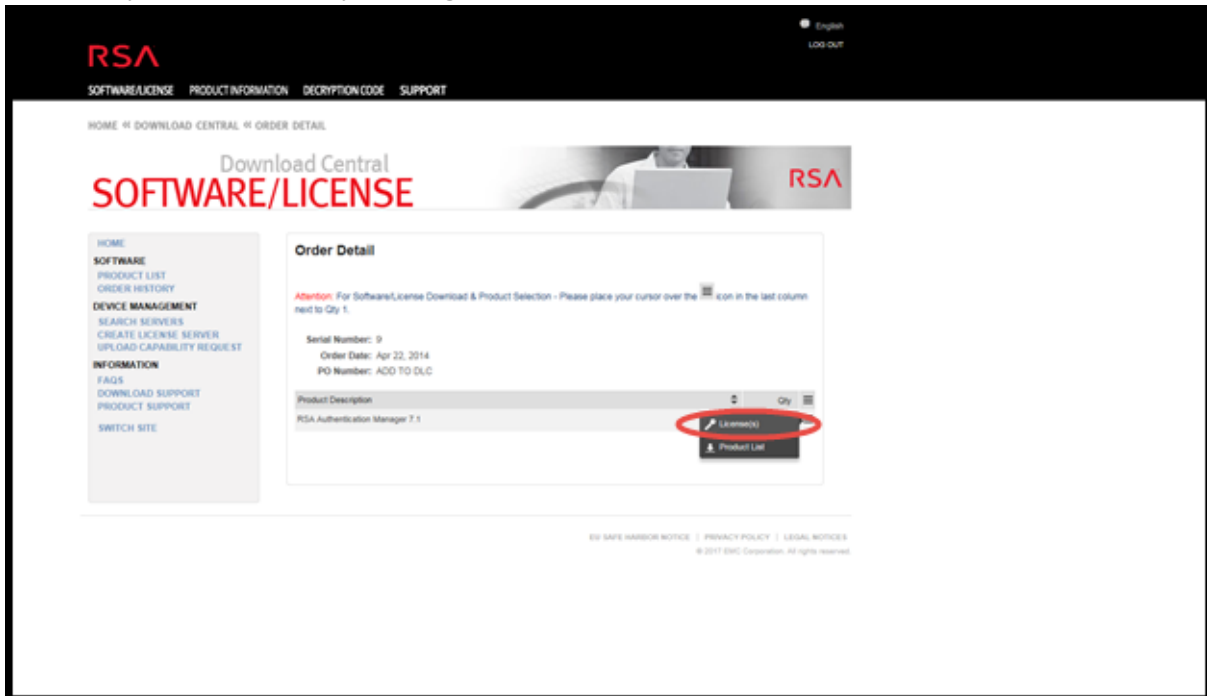 English
LOG OUT
RSA
SOFTWARE/LICENSE PRODUCT INFORMATION DECRYPTION CODE SUPPORT
HOME « DOWNLOAD CENTRAL « ORDER DETAIL
Download Central
SOFTWARE/LICENSE
RSA
HOME
SOFTWARE
PRODUCT LIST
ORDER HISTORY
DEVICE MANAGEMENT
SEARCH SERVERS
CREATE LICENSE SERVER
UPLOAD CAPABILITY REQUEST
INFORMATION
FAQS
DOWNLOAD SUPPORT
PRODUCT SUPPORT
SWITCH SITE
Order Detail
Attention: For Software/License Download & Product Selection - Please place your cursor over the icon in the last column
next to Qty 1.
Serial Number: 9
Order Date: Apr 22, 2014
PO Number: ADD TO DLC
Product Description Qty
RSA Authentication Manager 7.1
License(s)
Product List
EU SAFE HARBOR NOTICE | PRIVACY POLICY | LEGAL NOTICES
© 2017 EMC Corporation. All rights reserved.